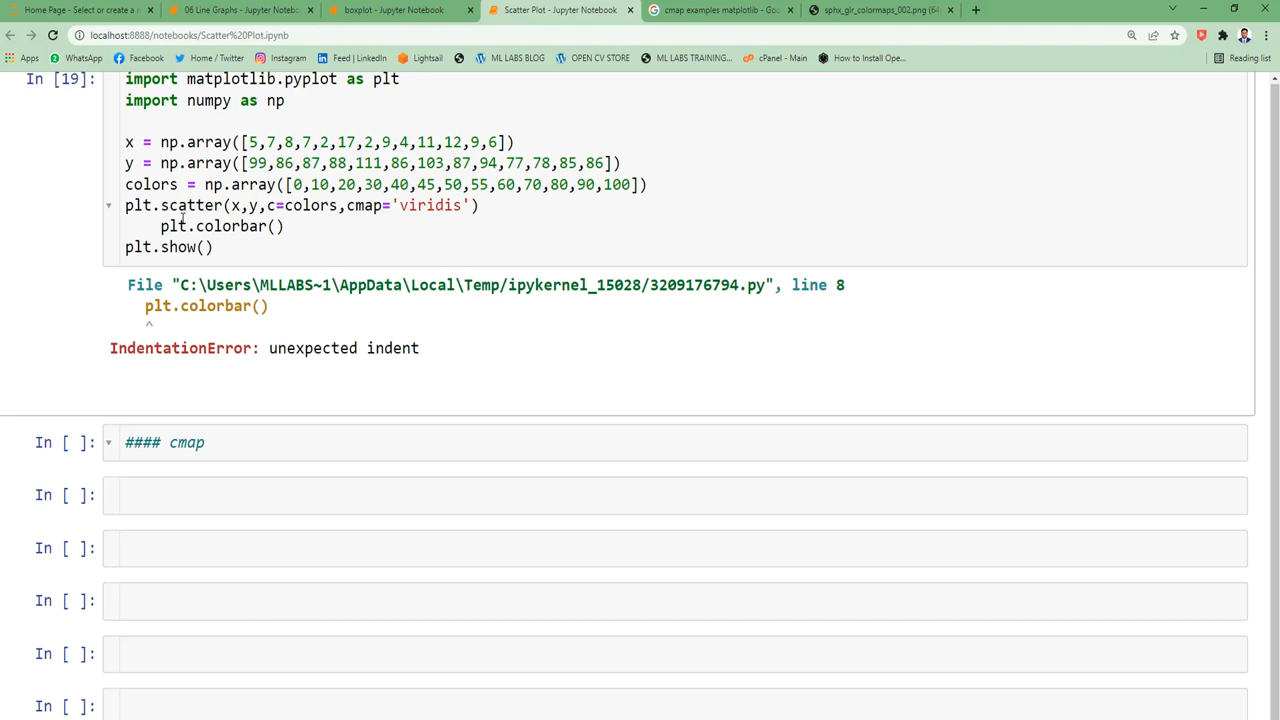 Home Page - Select or create a n
06 Line Graphs - Jupyter Notebo
boxplot - Jupyter Notebook
Scatter Plot - Jupyter Notebook
cmap examples matplotlib - Goo
sphx_glr_colormaps_002.png (64
localhost:8888/notebooks/Scatter%20Plot.ipynb
Apps
WhatsApp
Facebook
Home / Twitter
Instagram
Feed | LinkedIn
Lightsail
ML LABS BLOG
OPEN CV STORE
ML LABS TRAINING...
cPanel - Main
How to Install Ope...
Reading list
In [19]:
import matplotlib.pyplot as plt
import numpy as np
x = np.array([5,7,8,7,2,17,2,9,4,11,12,9,6])
y = np.array([99,86,87,88,111,86,103,87,94,77,78,85,86])
colors = np.array([0,10,20,30,40,45,50,55,60,70,80,90,100])
plt.scatter(x,y,c=colors,cmap='viridis')
plt.colorbar()
plt.show()
File "C:\Users\MLLABS~1\AppData\Local\Temp/ipykernel_15028/3209176794.py", line 8
plt.colorbar()
^
IndentationError: unexpected indent
In [ ]:
#### cmap
In [ ]:
In [ ]:
In [ ]:
In [ ]:
In [ ]: